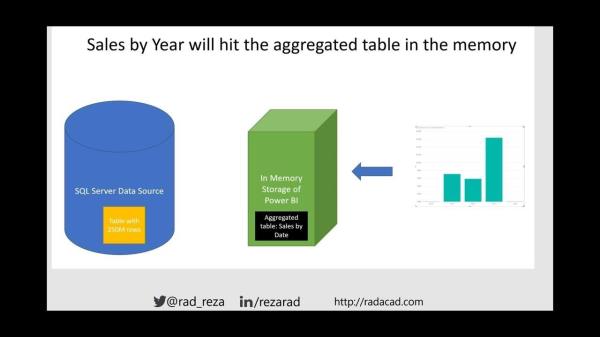 Sales by Year will hit the aggregated table in the memory
SQL Server Data Source
Table with
250M rows
In Memory
Storage of
Power BI
Aggregated
table: Sales by
Date
@rad_reza
in/rezarad
http://radacad.com